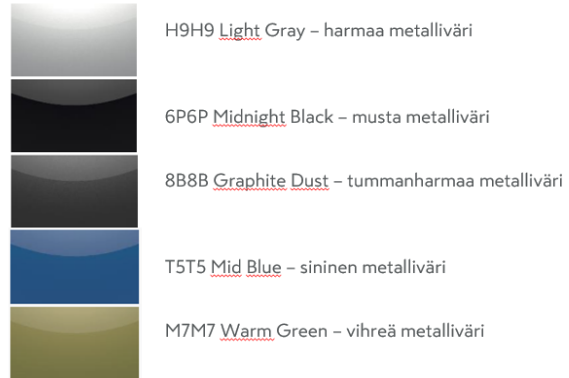 H9H9 Light Gray – harmaa metalliväri
6P6P Midnight Black – musta metalliväri
8B8B Graphite Dust – tummanharmaa metalliväri
T5T5 Mid Blue – sininen metalliväri
M7M7 Warm Green – vihreä metalliväri